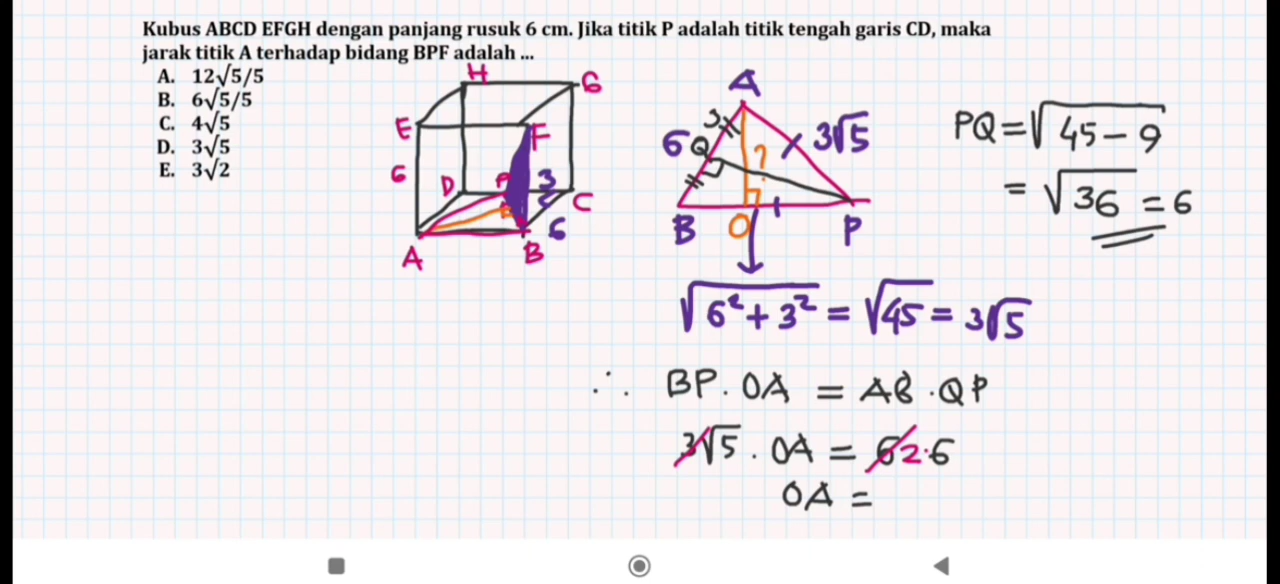 Kubus ABCD EFGH dengan panjang rusuk 6 cm. Jika titik P adalah titik tengah garis CD, maka
jarak titik A terhadap bidang BPF adalah ...
A. 12√5/5
B. 6√5/5
C. 4√5
D. 3√5
E. 3√2
H
G
E
F
6
D
P
3
C
6
A
B
A
3
6
Q
?
3√5
B
O
P
PQ = √45 - 9
= √36 = 6
√6² + 3² = √45 = 3√5
∴ BP . OA = AB . QP
3√5 . OA = 6 2 . 6
OA =